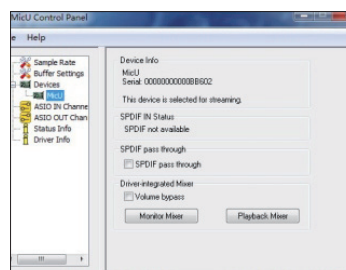 MicU Control Panel
e Help
Sample Rate
Buffer Settings
Devices
MicU
ASIO IN Channe
ASIO OUT Chan
Status Info
Driver Info
Device Info
MicU
Serial: 00000000000BB602
This device is selected for streaming.
SPDIF IN Status
SPDIF not available
SPDIF pass through
SPDIF pass through
Driver-integrated Mixer
Volume bypass
Monitor Mixer Playback Mixer